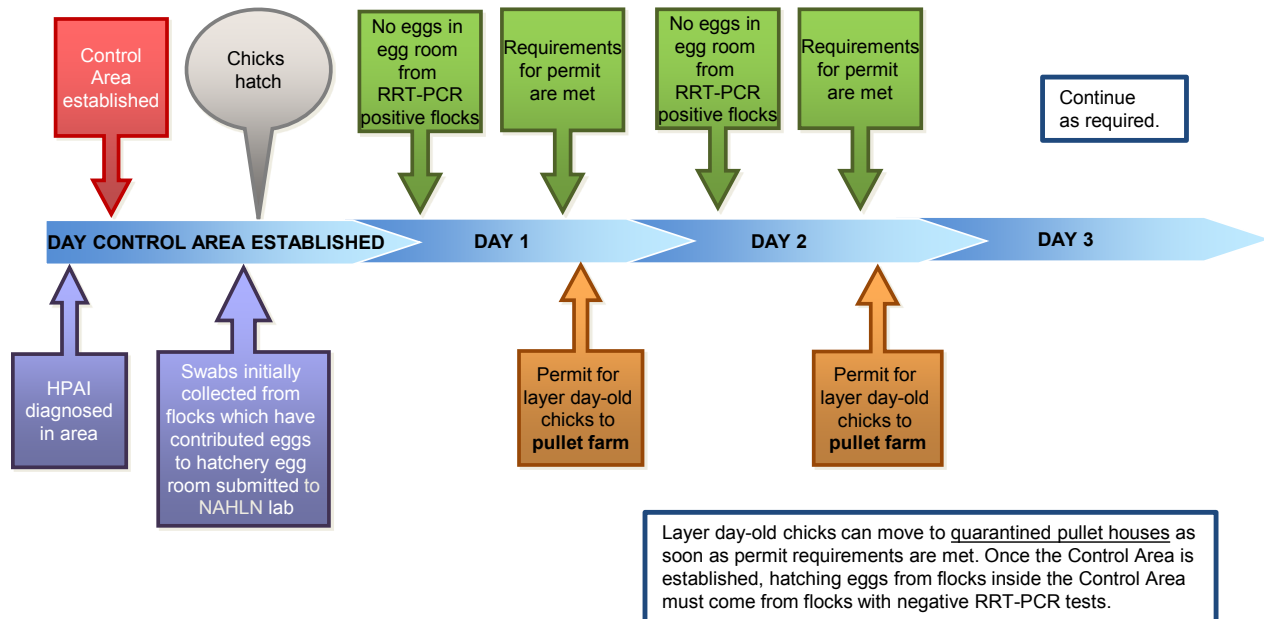 Control
Area
established
Chicks
hatch
No eggs in
egg room
from
RRT-PCR
positive flocks
Requirements
for permit
are met
No eggs in
egg room
from
RRT-PCR
positive flocks
Requirements
for permit
are met
Continue
as required.
DAY CONTROL AREA ESTABLISHED
DAY 1
DAY 2
DAY 3
HPAI
diagnosed
in area
Swabs initially
collected from
flocks which have
contributed eggs
to hatchery egg
room submitted to
NAHLN lab
Permit for
layer day-old
chicks to
pullet farm
Permit for
layer day-old
chicks to
pullet farm
Layer day-old chicks can move to quarantined pullet houses as
soon as permit requirements are met. Once the Control Area is
established, hatching eggs from flocks inside the Control Area
must come from flocks with negative RRT-PCR tests.